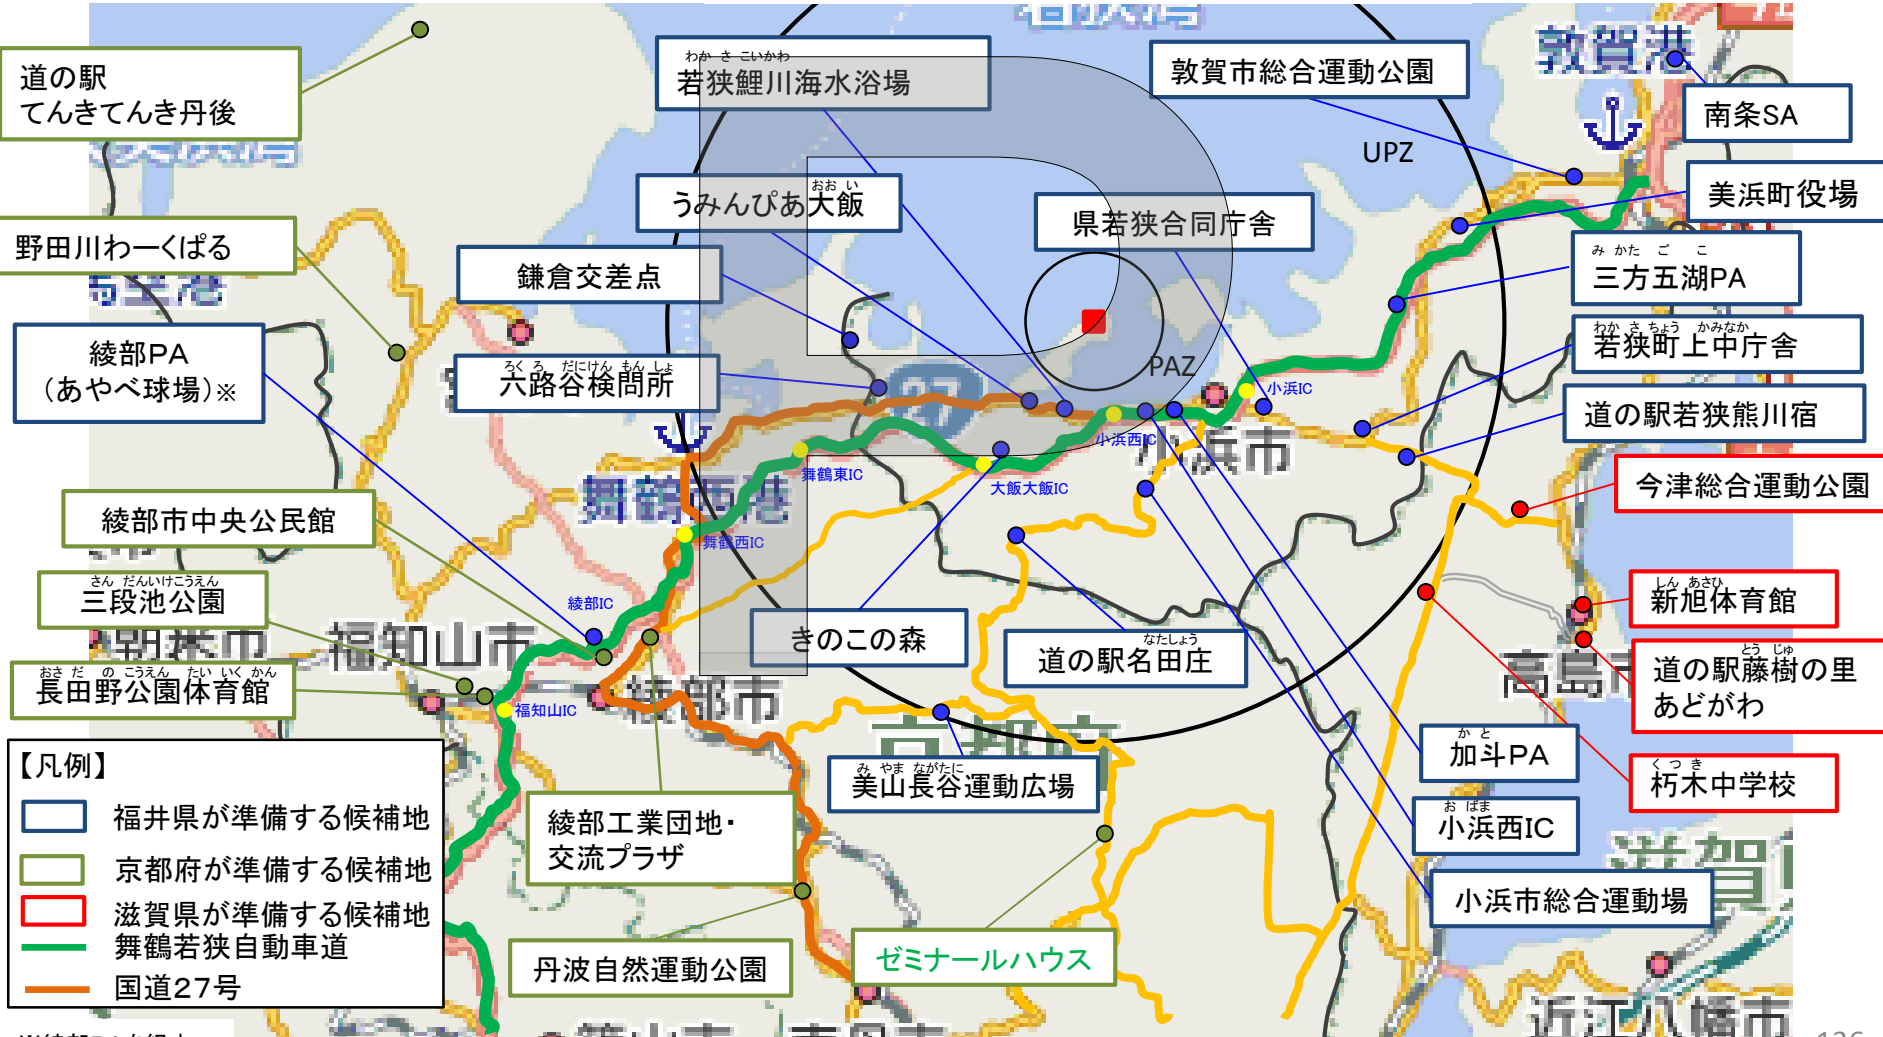 若狭湾
敦賀港
道の駅
てんきてんき丹後
わか さ こいかわ
若狭鯉川海水浴場
敦賀市総合運動公園
南条SA
UPZ
おお い
うみんぴあ大飯
県若狭合同庁舎
美浜町役場
野田川わーくぱる
鎌倉交差点
み かた ご こ
三方五湖PA
綾部PA
(あやべ球場)※
ろく ろ だにけん もん しょ
六路谷検問所
27
PAZ
わか さ ちょう かみなか
若狭町上中庁舎
小浜IC
道の駅若狭熊川宿
小浜西IC
小浜市
舞鶴東IC
大飯大飯IC
今津総合運動公園
舞鶴西港
綾部市中央公民館
舞鶴西IC
さん だんいけこうえん
三段池公園
綾部IC
しん あさひ
新旭体育館
福知山市
きのこの森
なたしょう
道の駅名田庄
高島市
とう じゅ
道の駅藤樹の里
あどがわ
おさ だ の こうえん たい いく かん
長田野公園体育館
福知山IC
綾部市
京都府
か と
加斗PA
く つ き
朽木中学校
み やま ながたに
美山長谷運動広場
【凡例】
福井県が準備する候補地
京都府が準備する候補地
滋賀県が準備する候補地
舞鶴若狭自動車道
国道27号
綾部工業団地・
交流プラザ
お ばま
小浜西IC
滋賀
小浜市総合運動場
丹波自然運動公園
ゼミナールハウス
近江八幡市